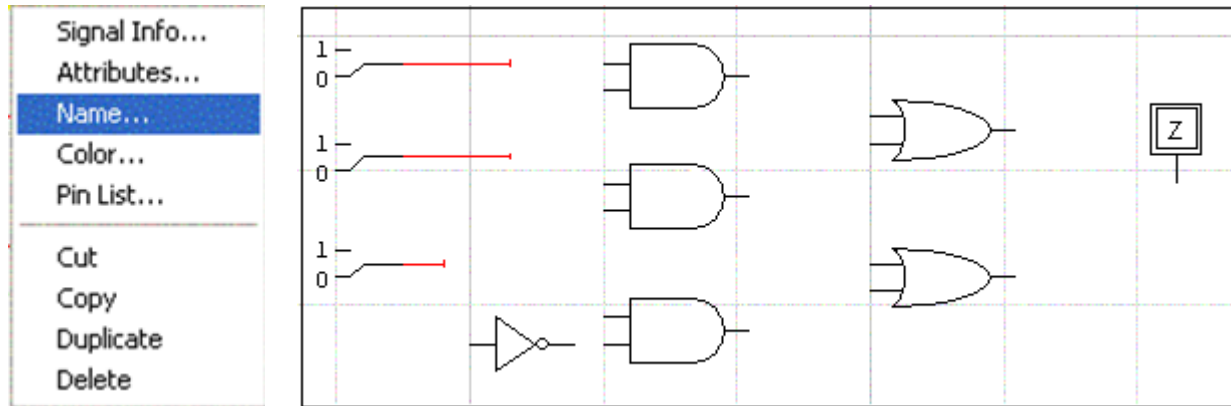 Signal Info...
Attributes...
Name...
Color...
Pin List...
Cut
Copy
Duplicate
Delete
1
0
1
0
1
0
Z